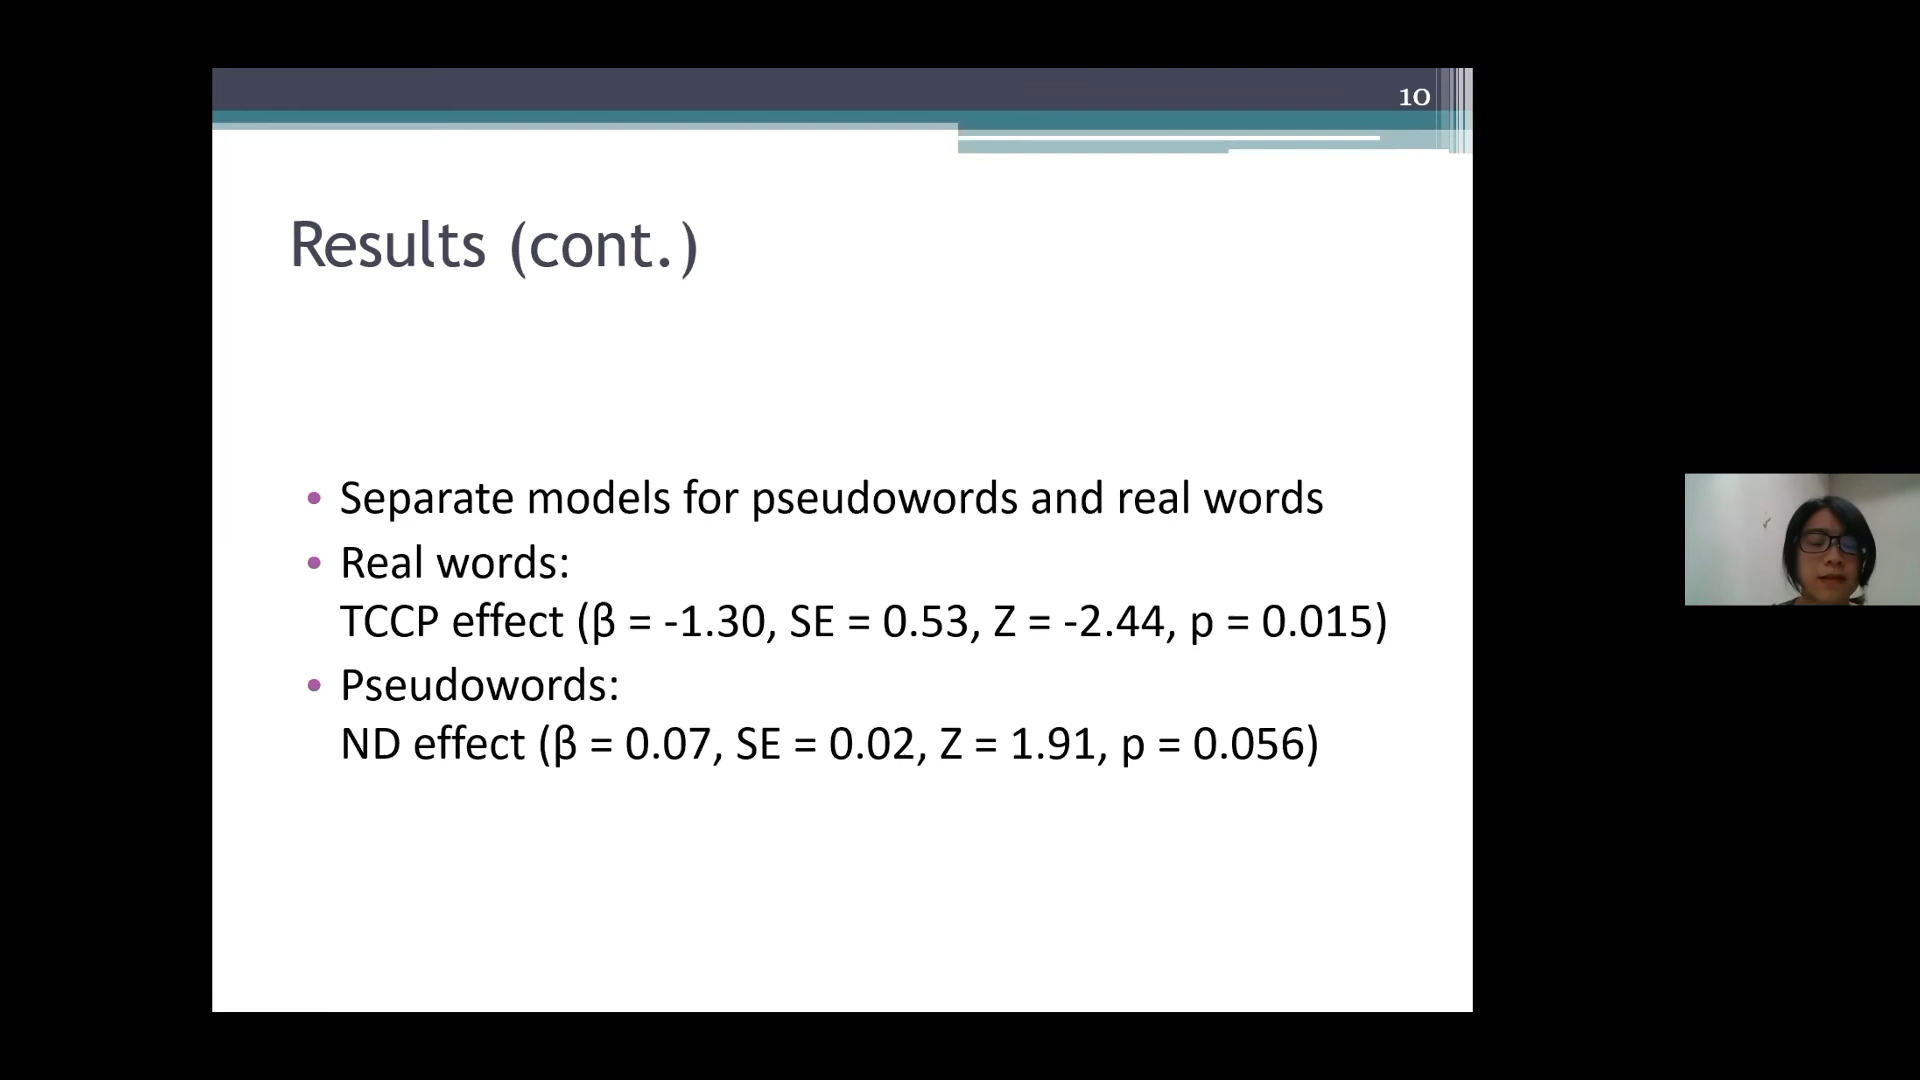 10
Results (cont.)
• Separate models for pseudowords and real words
• Real words:
TCCP effect (β = -1.30, SE = 0.53, Z = -2.44, p = 0.015)
• Pseudowords:
ND effect (β = 0.07, SE = 0.02, Z = 1.91, p = 0.056)